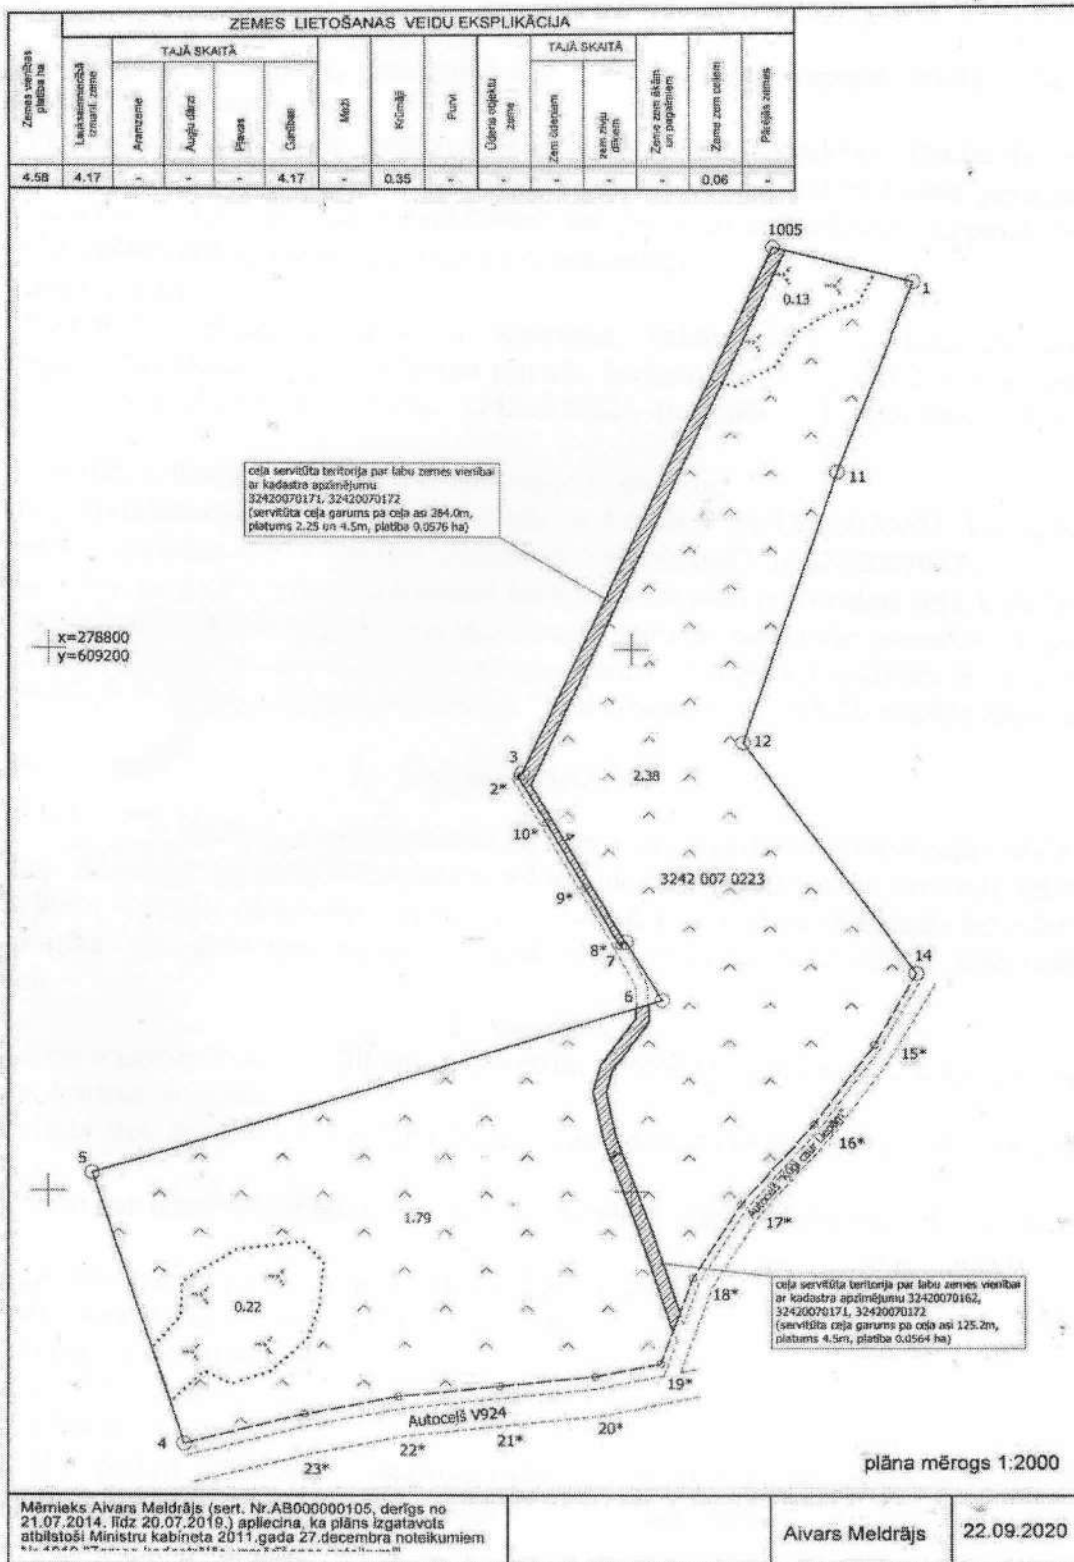 ZEMES LIETOŠANAS VEIDU EKSPLIKĀCIJA
Zemes vienības
platība ha
Lauksaimniecībā
izmant. zeme
TAJĀ SKAITĀ
Aramzeme
Augļu dārzi
Pļavas
Ganības
Meži
Krūmāji
Purvi
Ūdens objektu
zeme
TAJĀ SKAITĀ
Zem ūdeņiem
zem zivju
dīķiem
Zeme zem ēkām
un pagalmiem
Zeme zem ceļiem
Pārējās zemes
4.58 4.17 - - - 4.17 - 0.35 - - - - - 0.06 -
1005
1
0.13
11
ceļa servitūta teritorija par labu zemes vienībai
ar kadastra apzīmējumu
32420070171, 32420070172
(servitūta ceļa garums pa ceļa asi 284.0m,
platums 2.25 un 4.5m, platība 0.0576 ha)
x=278800
y=609200
12
3
2*
2.38
10*
3242 007 0223
9*
8*
7
14
6
15*
16*
5
17*
1.79
0.22
18*
ceļa servitūta teritorija par labu zemes vienībai
ar kadastra apzīmējumu 32420070162,
32420070171, 32420070172
(servitūta ceļa garums pa ceļa asi 125.2m,
platums 4.5m, platība 0.0564 ha)
19*
Autoceļš V924
4
20*
21*
22*
23*
plāna mērogs 1:2000
Mērnieks Aivars Meldrājs (sert. Nr.AB000000105, derīgs no
21.07.2014. līdz 20.07.2019.) apliecina, ka plāns izgatavots
atbilstoši Ministru kabineta 2011.gada 27.decembra noteikumiem
Aivars Meldrājs
22.09.2020